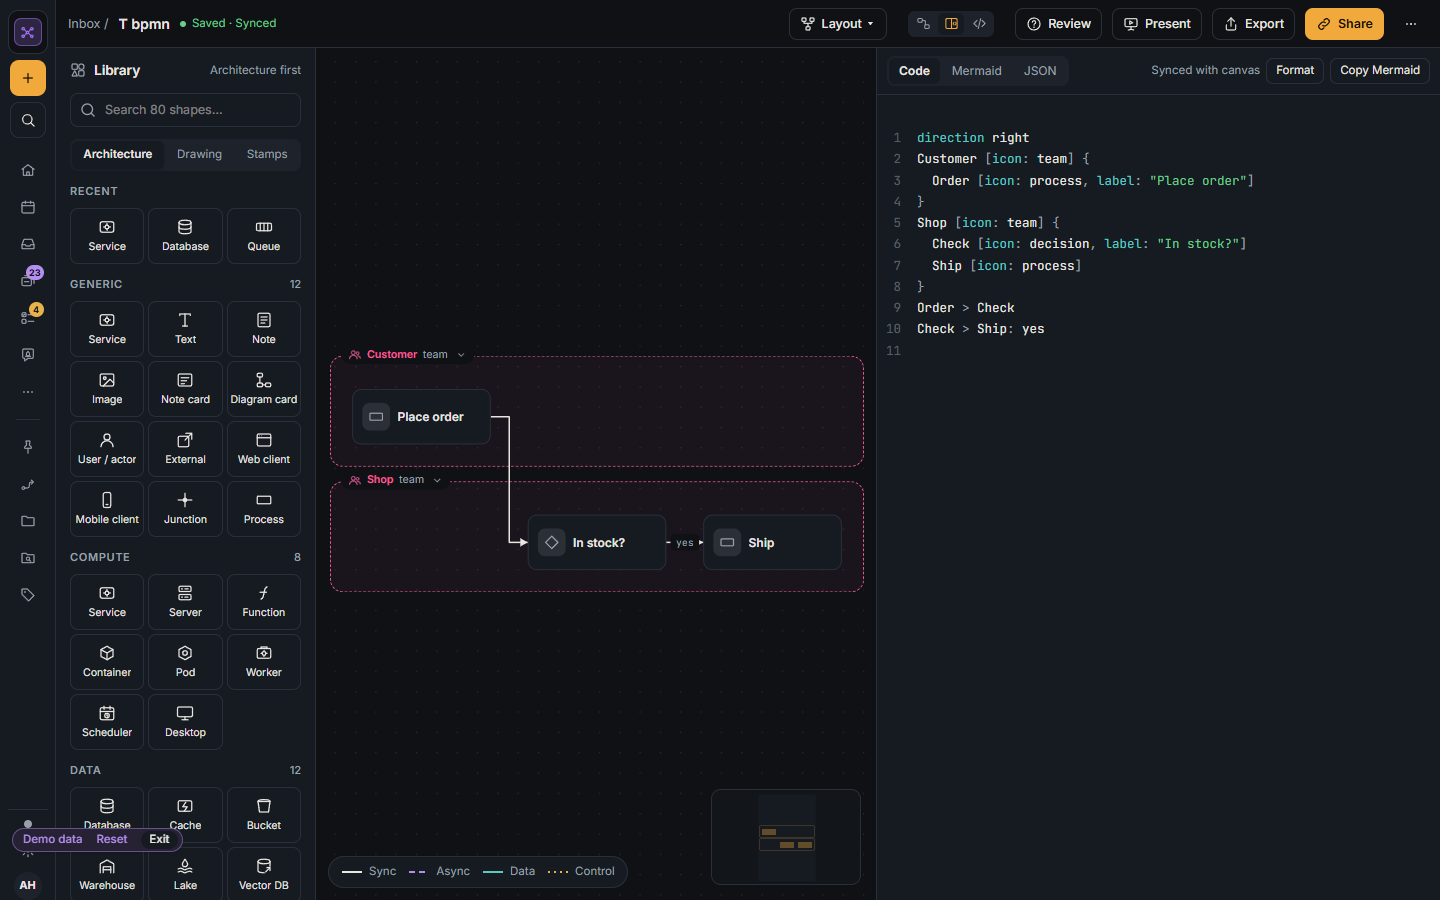 Inbox / T bpmn Saved · Synced
Layout
Review
Present
Export
Share
Library
Architecture first
Search 80 shapes...
Architecture Drawing Stamps
RECENT
Service Database Queue
GENERIC 12
Service Text Note
Image Note card Diagram card
User / actor External Web client
Mobile client Junction Process
COMPUTE 8
Service Server Function
Container Pod Worker
Scheduler Desktop
DATA 12
Database Cache Bucket
Warehouse Lake Vector DB
23
4
Demo data Reset Exit
AH
Customer team
Place order
Shop team
In stock?
yes
Ship
Sync Async Data Control
Code Mermaid JSON
Synced with canvas
Format
Copy Mermaid
1 direction right
2 Customer [icon: team] {
3 Order [icon: process, label: "Place order"]
4 }
5 Shop [icon: team] {
6 Check [icon: decision, label: "In stock?"]
7 Ship [icon: process]
8 }
9 Order > Check
10 Check > Ship: yes
11